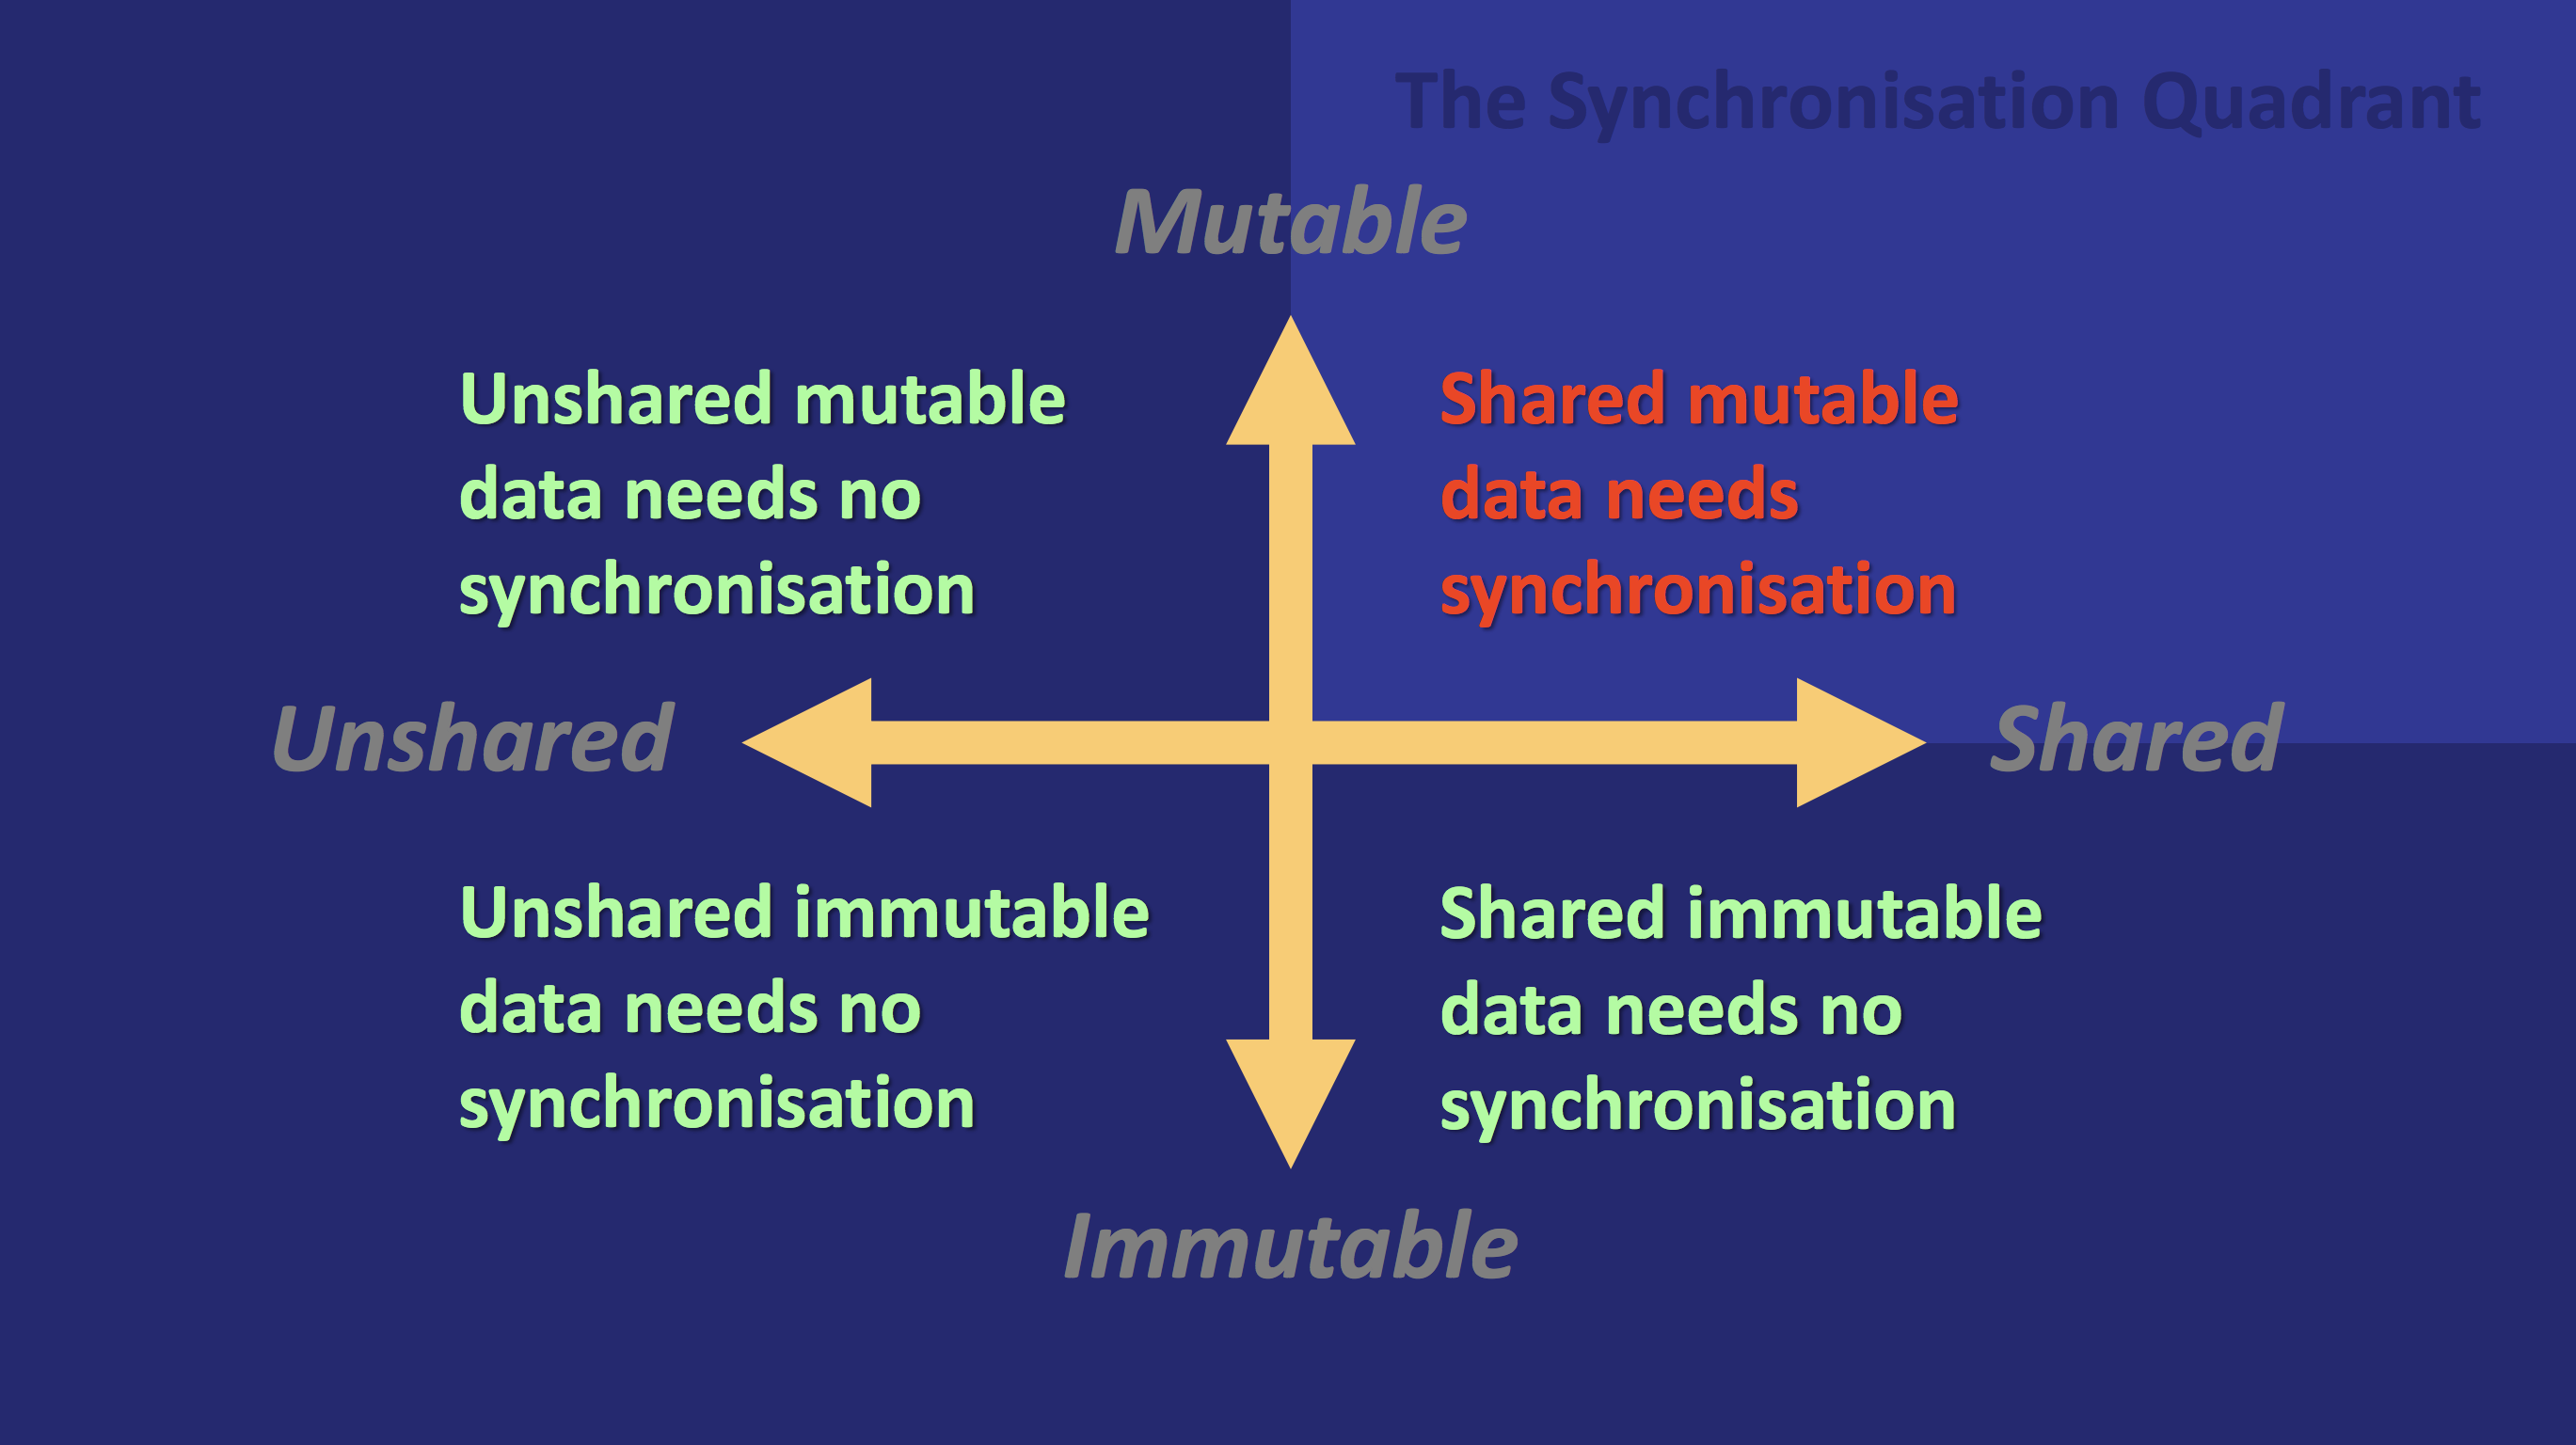 The Synchronisation Quadrant
Mutable
Unshared mutable
data needs no
synchronisation
Shared mutable
data needs
synchronisation
Unshared
Shared
Unshared immutable
data needs no
synchronisation
Shared immutable
data needs no
synchronisation
Immutable